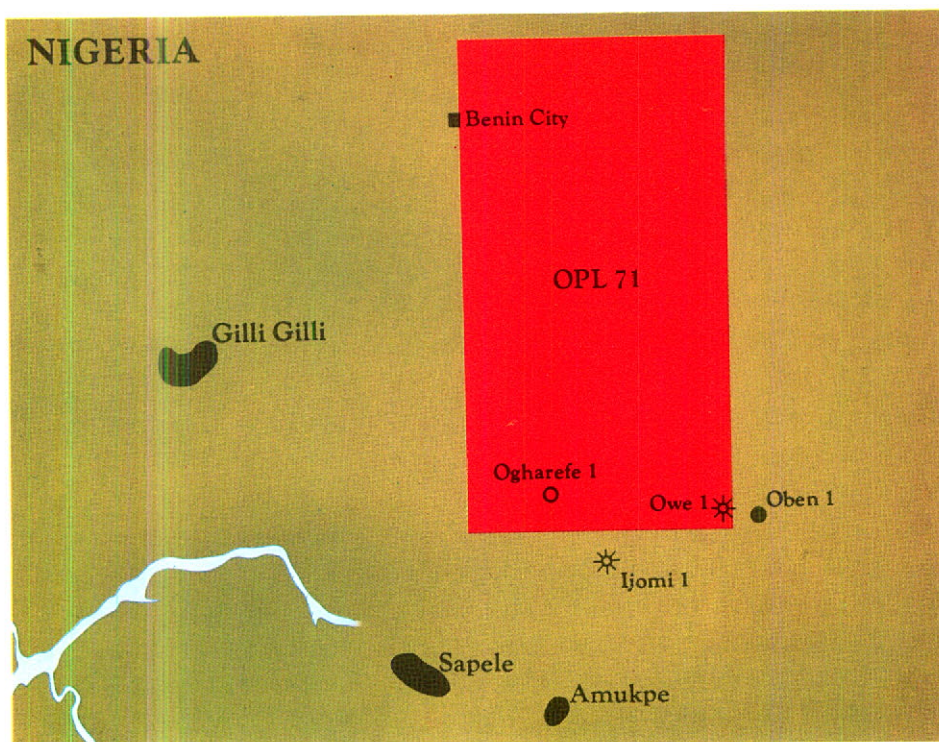 NIGERIA
Benin City
OPL 71
Gilli Gilli
Ogharefe 1
Owe 1
Oben 1
Ijomi 1
Sapele
Amukpe